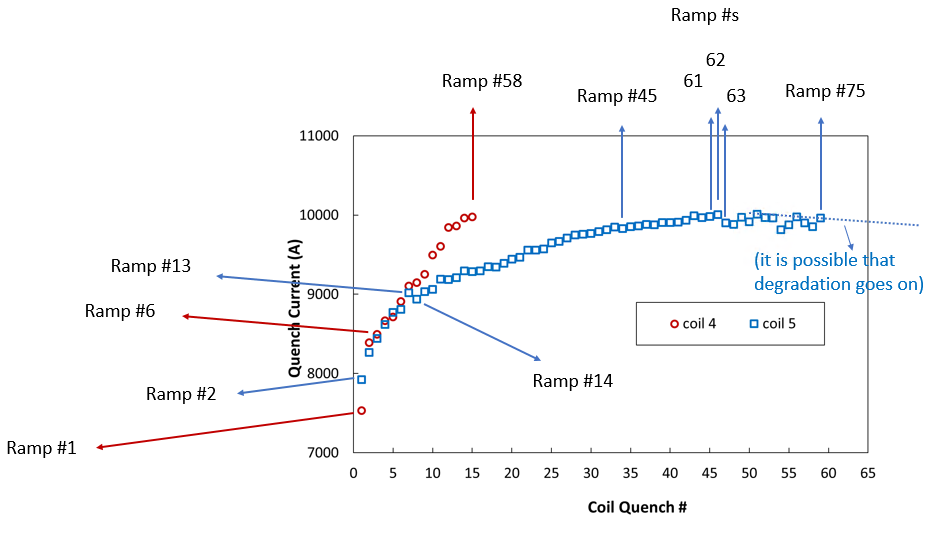 Ramp #s
62
61
63
Ramp #58
Ramp #45
Ramp #75
11000
10000
9000
8000
7000
Quench Current (A)
Ramp #13
Ramp #6
Ramp #2
Ramp #1
Ramp #14
(it is possible that
degradation goes on)
coil 4
coil 5
0
5
10
15
20
25
30
35
40
45
50
55
60
65
Coil Quench #